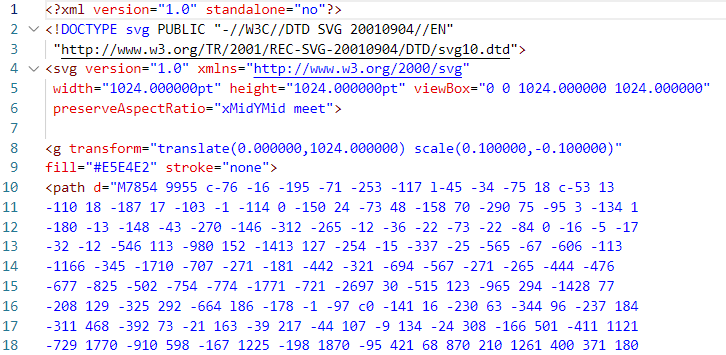 1 <?xml version="1.0" standalone="no"?>
2 <!DOCTYPE svg PUBLIC "-//W3C//DTD SVG 20010904//EN"
3 "http://www.w3.org/TR/2001/REC-SVG-20010904/DTD/svg10.dtd">
4 <svg version="1.0" xmlns="http://www.w3.org/2000/svg"
5 width="1024.000000pt" height="1024.000000pt" viewBox="0 0 1024.000000 1024.000000"
6 preserveAspectRatio="xMidYMid meet">
7
8 <g transform="translate(0.000000,1024.000000) scale(0.100000,-0.100000)"
9 fill="#E5E4E2" stroke="none">
10 <path d="M7854 9955 c-76 -16 -195 -71 -253 -117 l-45 -34 -75 18 c-53 13
11 -110 18 -187 17 -103 -1 -114 0 -150 24 -73 48 -158 70 -290 75 -95 3 -134 1
12 -180 -13 -148 -43 -270 -146 -312 -265 -12 -36 -22 -73 -22 -84 0 -16 -5 -17
13 -32 -12 -546 113 -980 152 -1413 127 -254 -15 -337 -25 -565 -67 -606 -113
14 -1166 -345 -1710 -707 -271 -181 -442 -321 -694 -567 -271 -265 -444 -476
15 -677 -825 -502 -754 -774 -1771 -721 -2697 30 -515 123 -965 294 -1428 77
16 -208 129 -325 292 -664 l86 -178 -1 -97 c0 -141 16 -230 63 -344 96 -237 184
17 -311 468 -392 73 -21 163 -39 217 -44 107 -9 134 -24 308 -166 501 -411 1121
18 -729 1770 -910 598 -167 1225 -198 1870 -95 421 68 870 210 1261 400 371 180